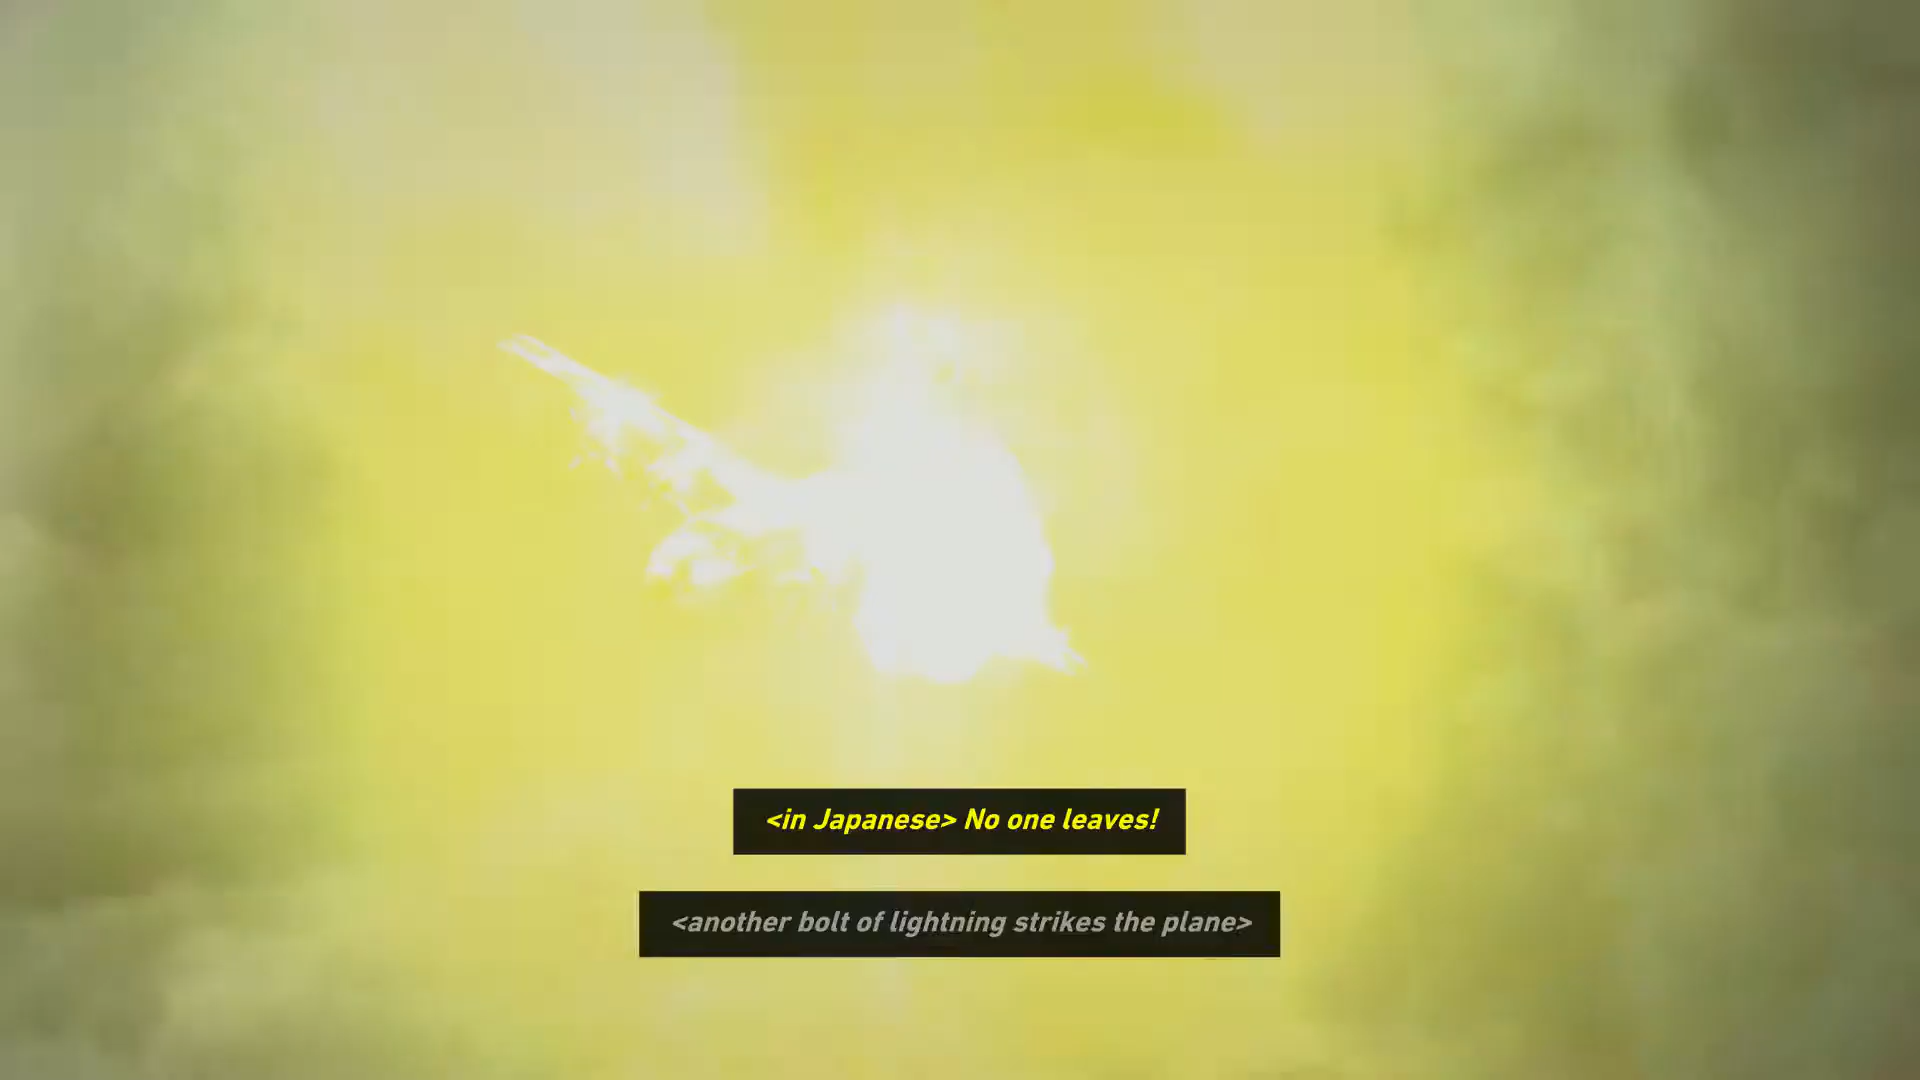 <in Japanese> No one leaves!
<another bolt of lightning strikes the plane>